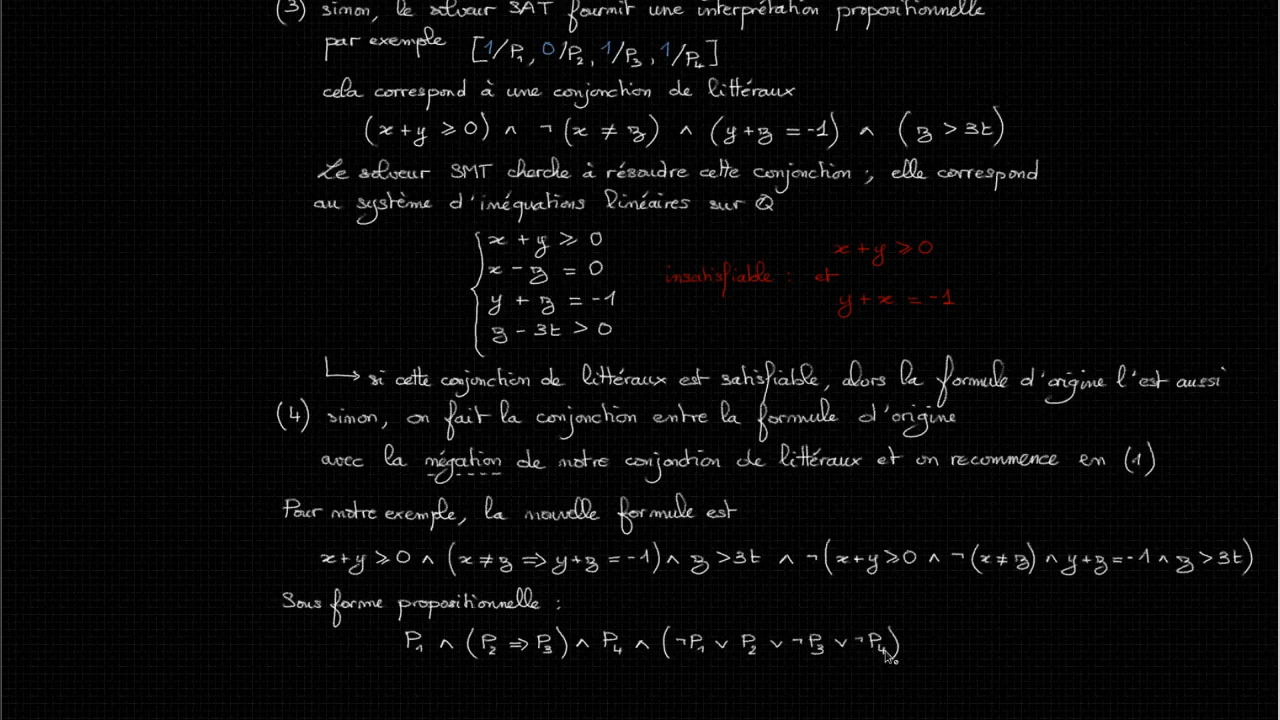 (3) simon, le solveur SAT fournit une interprétation propositionnelle
par exemple [1/P₁, 0/P₂, 1/P₃, 1/P₄]
cela correspond à une conjonction de littéraux
(x+y ⩾ 0) ∧ ¬(x ≠ z) ∧ (y+z = -1) ∧ (z > 3t)
Le solveur SMT cherche à résoudre cette conjonction ; elle correspond
au système d'inéquations linéaires sur ℚ
x + y ⩾ 0
x - z = 0
y + z = -1
z - 3t > 0
insatisfiable : et
x + y ⩾ 0
y + x = -1
↳ si cette conjonction de littéraux est satisfiable, alors la formule d'origine l'est aussi
(4) simon, on fait la conjonction entre la formule d'origine
avec la négation de notre conjonction de littéraux et on recommence en (1)
Pour notre exemple, la nouvelle formule est
x+y ⩾ 0 ∧ (x ≠ z ⇒ y+z = -1) ∧ z > 3t ∧ ¬(x+y ⩾ 0 ∧ ¬(x ≠ z) ∧ y+z = -1 ∧ z > 3t)
Sous forme propositionnelle :
P₁ ∧ (P₂ ⇒ P₃) ∧ P₄ ∧ (¬P₁ ∨ P₂ ∨ ¬P₃ ∨ ¬P₄)